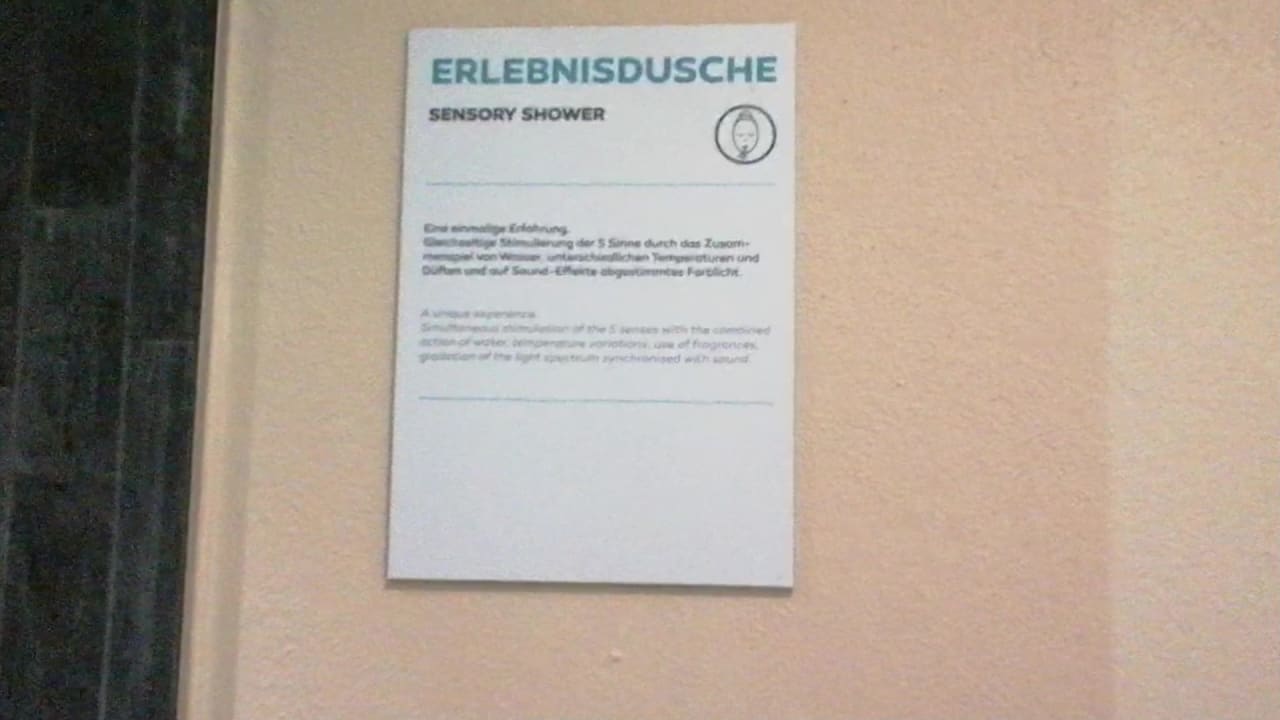 ERLEBNISDUSCHE
SENSORY SHOWER
Eine einmalige Erfahrung.
Gleichzeitige Stimulierung der 5 Sinne durch das Zusam-
menspiel von Wasser, unterschiedlichen Temperaturen und
Düften und auf Sound-Effekte abgestimmtes Farblicht.
A unique experience.
Simultaneous stimulation of the 5 senses with the combined
action of water, temperature variations, use of fragrances,
gradation of the light spectrum synchronised with sound.